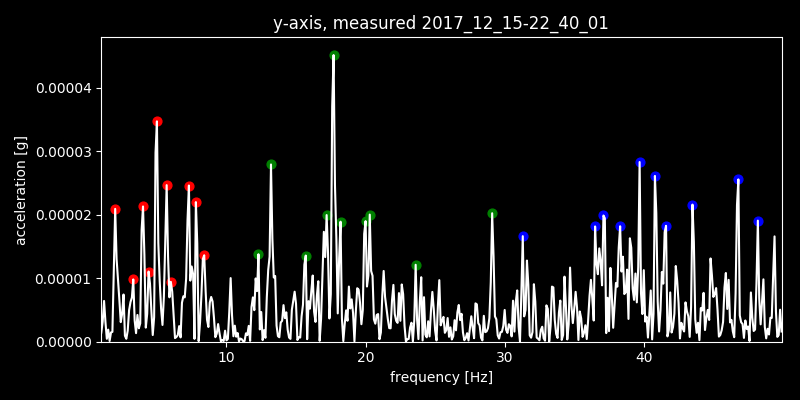 y-axis, measured 2017_12_15-22_40_01
acceleration [g]
0.00004
0.00003
0.00002
0.00001
0.00000
10 20 30 40
frequency [Hz]